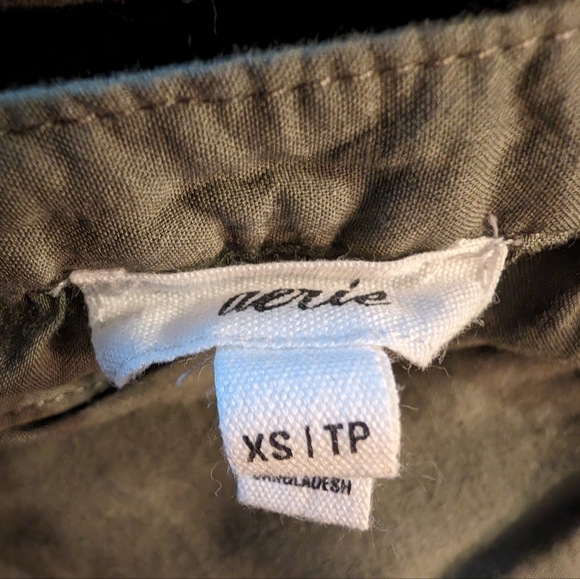 aerie
XS | TP
BANGLADESH